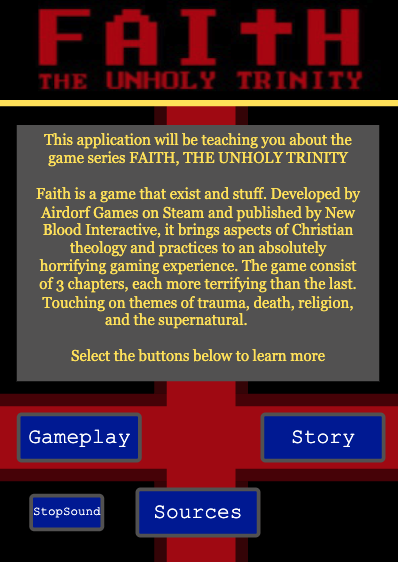 FAITH
THE UNHOLY TRINITY
This application will be teaching you about the
game series FAITH, THE UNHOLY TRINITY
Faith is a game that exist and stuff. Developed by
Airdorf Games on Steam and published by New
Blood Interactive, it brings aspects of Christian
theology and practices to an absolutely
horrifying gaming experience. The game consist
of 3 chapters, each more terrifying than the last.
Touching on themes of trauma, death, religion,
and the supernatural.
Select the buttons below to learn more
Gameplay
Story
StopSound
Sources